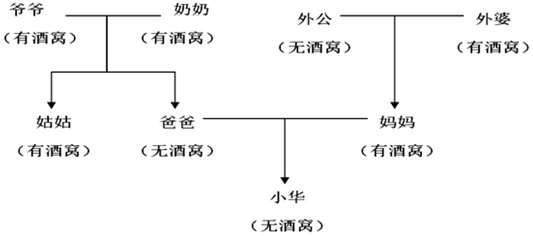 爷爷 奶奶 外公 外婆
（有酒窝） （有酒窝） （无酒窝） （有酒窝）
姑姑 爸爸 妈妈
（有酒窝） （无酒窝） （有酒窝）
小华
（无酒窝）